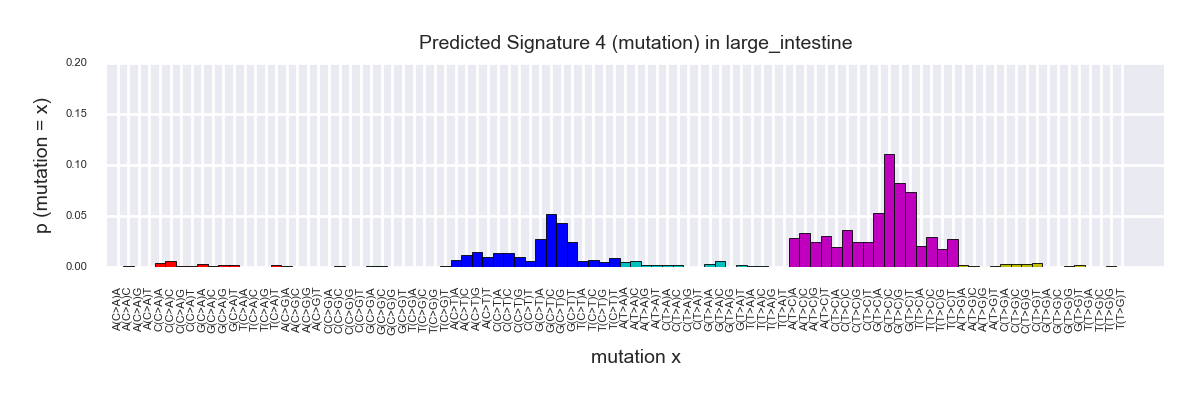 Predicted Signature 4 (mutation) in large_intestine
p (mutation = x)
0.20
0.15
0.10
0.05
0.00
A(C>A)A
A(C>A)C
A(C>A)G
A(C>A)T
C(C>A)A
C(C>A)C
C(C>A)G
C(C>A)T
G(C>A)A
G(C>A)C
G(C>A)G
G(C>A)T
T(C>A)A
T(C>A)C
T(C>A)G
T(C>A)T
A(C>G)A
A(C>G)C
A(C>G)G
A(C>G)T
C(C>G)A
C(C>G)C
C(C>G)G
C(C>G)T
G(C>G)A
G(C>G)C
G(C>G)G
G(C>G)T
T(C>G)A
T(C>G)C
T(C>G)G
T(C>G)T
A(C>T)A
A(C>T)C
A(C>T)G
A(C>T)T
C(C>T)A
C(C>T)C
C(C>T)G
C(C>T)T
G(C>T)A
G(C>T)C
G(C>T)G
G(C>T)T
T(C>T)A
T(C>T)C
T(C>T)G
T(C>T)T
A(T>A)A
A(T>A)C
A(T>A)G
A(T>A)T
C(T>A)A
C(T>A)C
C(T>A)G
C(T>A)T
G(T>A)A
G(T>A)C
G(T>A)G
G(T>A)T
T(T>A)A
T(T>A)C
T(T>A)G
T(T>A)T
A(T>C)A
A(T>C)C
A(T>C)G
A(T>C)T
C(T>C)A
C(T>C)C
C(T>C)G
C(T>C)T
G(T>C)A
G(T>C)C
G(T>C)G
G(T>C)T
T(T>C)A
T(T>C)C
T(T>C)G
T(T>C)T
A(T>G)A
A(T>G)C
A(T>G)G
A(T>G)T
C(T>G)A
C(T>G)C
C(T>G)G
C(T>G)T
G(T>G)A
G(T>G)C
G(T>G)G
G(T>G)T
T(T>G)A
T(T>G)C
T(T>G)G
T(T>G)T
mutation x